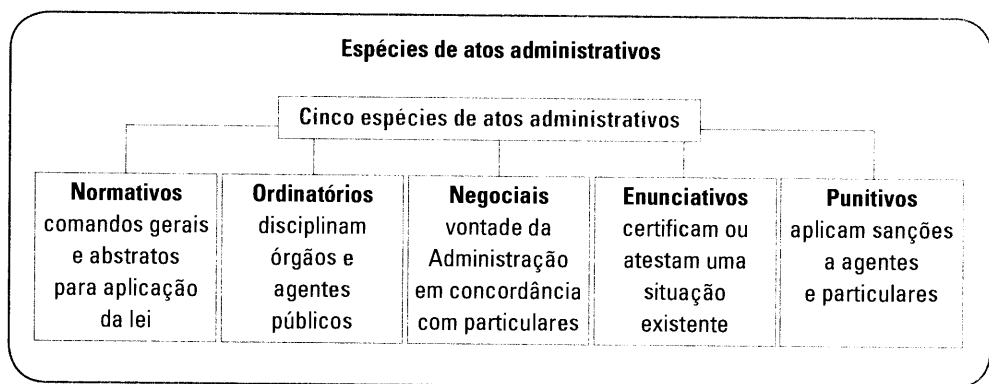 Espécies de atos administrativos
Cinco espécies de atos administrativos
Normativos
comandos gerais
e abstratos
para aplicação
da lei
Ordinatórios
disciplinam
órgãos e
agentes
públicos
Negociais
vontade da
Administração
em concordância
com particulares
Enunciativos
certificam ou
atestam uma
situação
existente
Punitivos
aplicam sanções
a agentes
e particulares